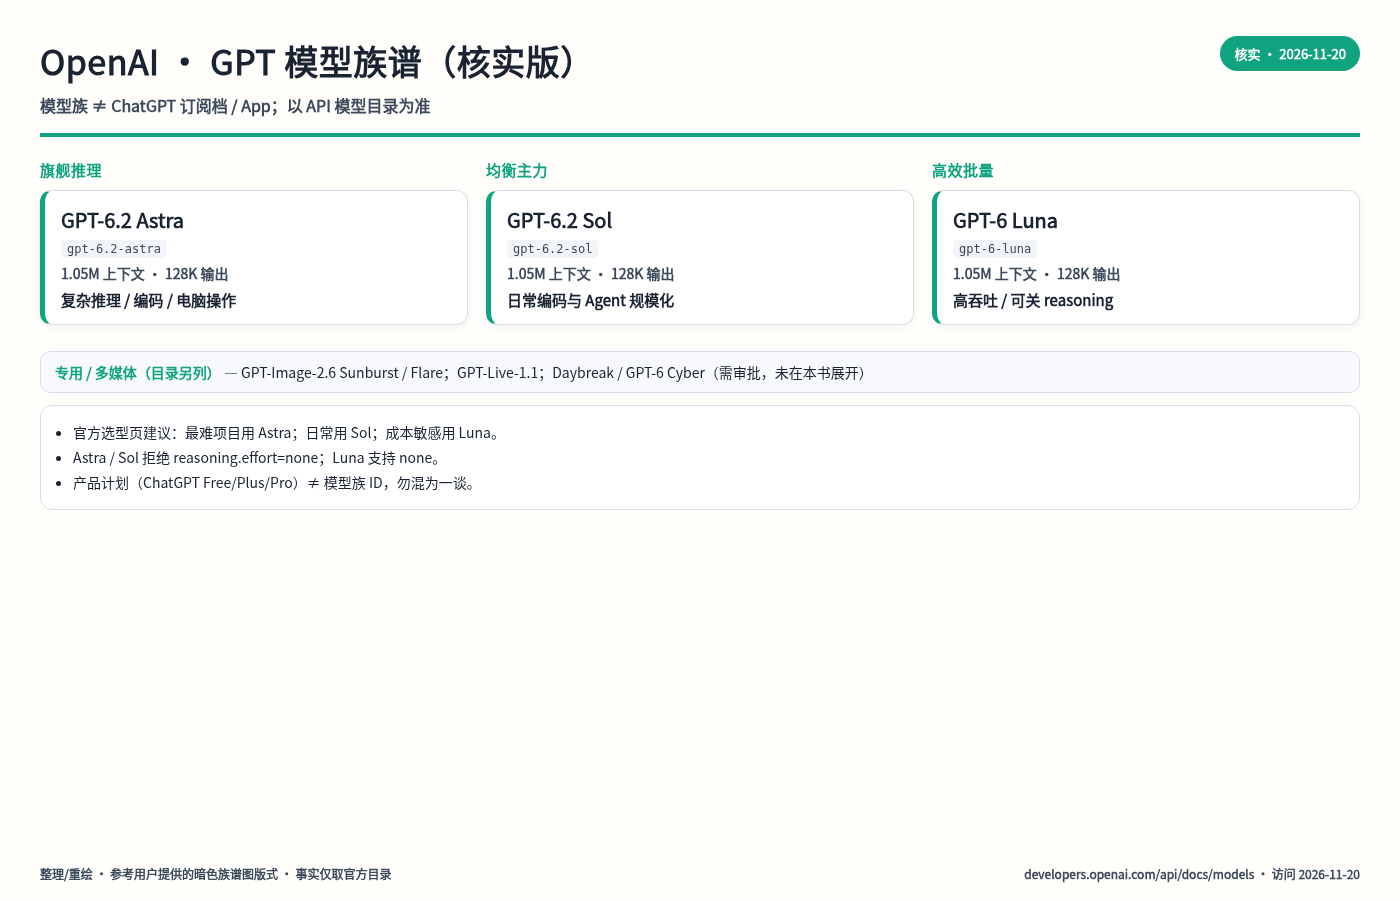 OpenAI · GPT 模型族谱（核实版）
核实 · 2026-11-20
模型族 ≠ ChatGPT 订阅档 / App；以 API 模型目录为准
旗舰推理
GPT-6.2 Astra
gpt-6.2-astra
1.05M 上下文 · 128K 输出
复杂推理 / 编码 / 电脑操作
均衡主力
GPT-6.2 Sol
gpt-6.2-sol
1.05M 上下文 · 128K 输出
日常编码与 Agent 规模化
高效批量
GPT-6 Luna
gpt-6-luna
1.05M 上下文 · 128K 输出
高吞吐 / 可关 reasoning
专用 / 多媒体（目录另列） — GPT-Image-2.6 Sunburst / Flare；GPT-Live-1.1；Daybreak / GPT-6 Cyber（需审批，未在本书展开）
• 官方选型页建议：最难项目用 Astra；日常用 Sol；成本敏感用 Luna。
• Astra / Sol 拒绝 reasoning.effort=none；Luna 支持 none。
• 产品计划（ChatGPT Free/Plus/Pro）≠ 模型族 ID，勿混为一谈。
整理/重绘 · 参考用户提供的暗色族谱图版式 · 事实仅取官方目录
developers.openai.com/api/docs/models · 访问 2026-11-20